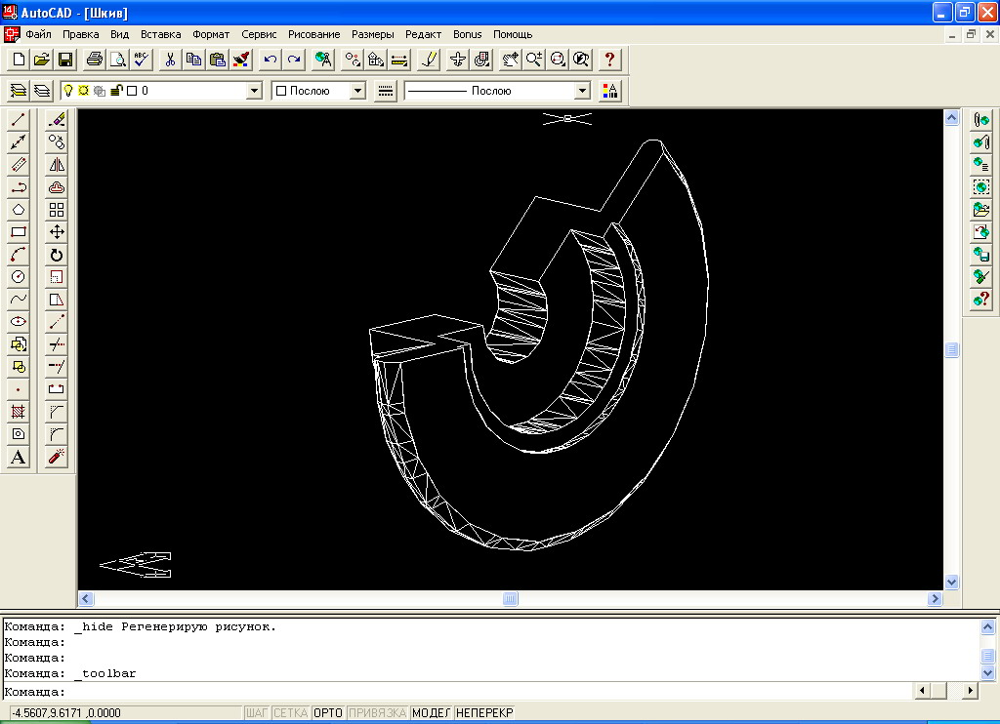 AutoCAD - [Шкив]
Файл Правка Вид Вставка Формат Сервис Рисование Размеры Редакт Bonus Помощь
0 Послою Послою
Команда: _hide Регенерирую рисунок.
Команда:
Команда:
Команда: _toolbar
Команда:
-4.5607,9.6171 ,0.0000 ШАГ СЕТКА ОРТО ПРИВЯЗКА МОДЕЛ НЕПЕРЕКР